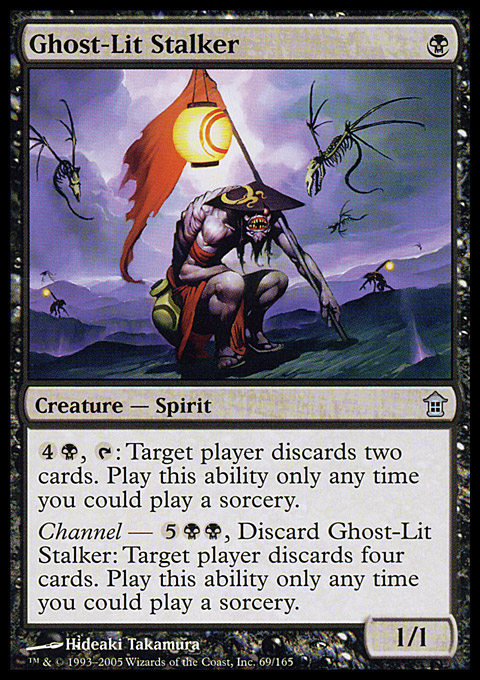 Ghost-Lit Stalker
Creature — Spirit
4, : Target player discards two
cards. Play this ability only any time
you could play a sorcery.
Channel — 5, Discard Ghost-Lit
Stalker: Target player discards four
cards. Play this ability only any time
you could play a sorcery.
Hideaki Takamura
1/1
™ & © 1993–2005 Wizards of the Coast, Inc. 69/165